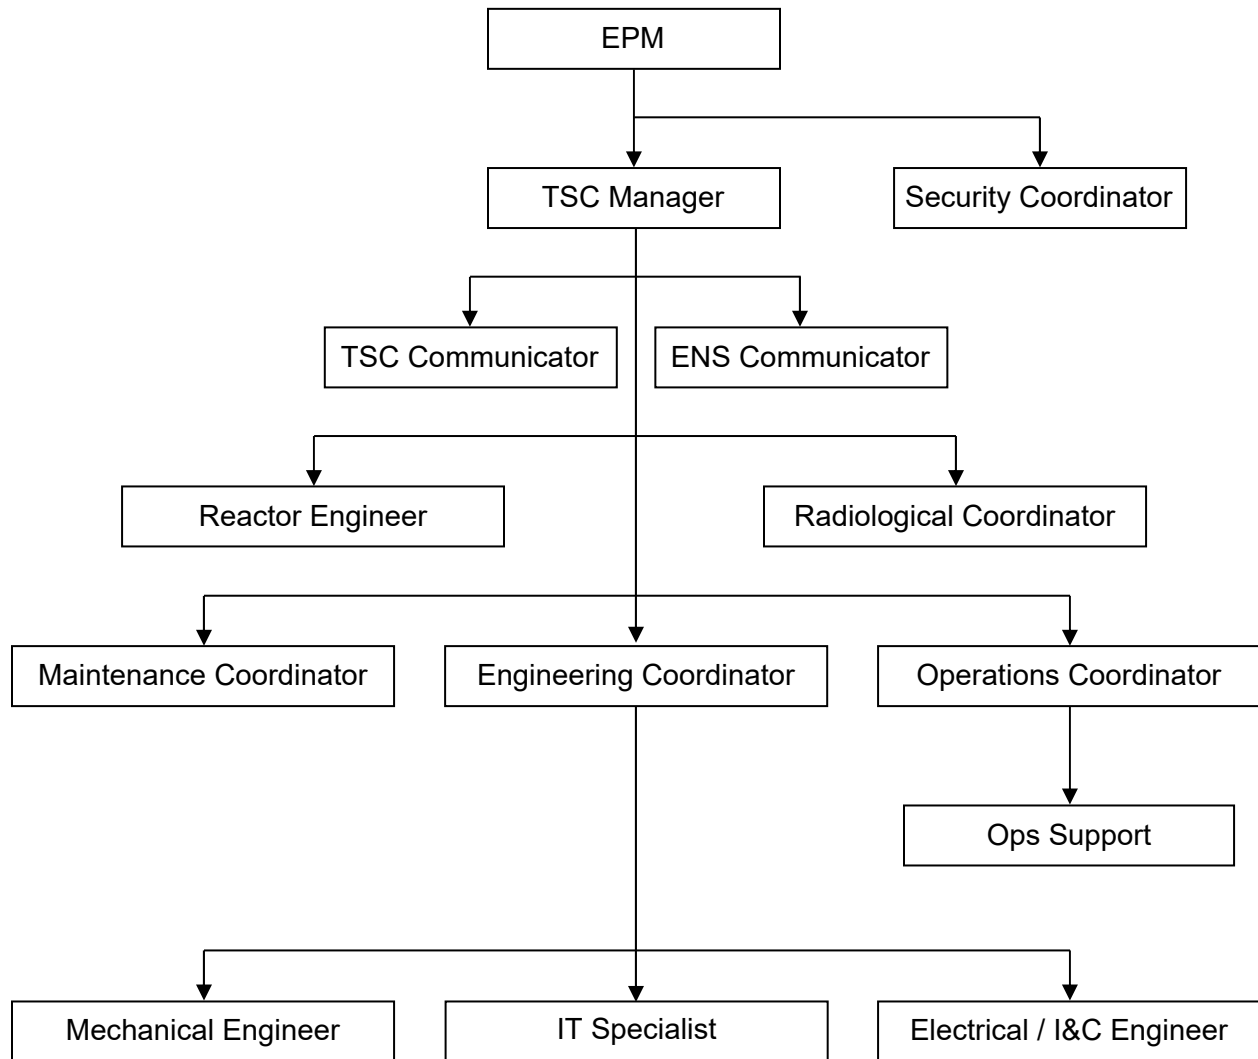 EPM
TSC Manager
Security Coordinator
TSC Communicator
ENS Communicator
Reactor Engineer
Radiological Coordinator
Maintenance Coordinator
Engineering Coordinator
Operations Coordinator
Ops Support
Mechanical Engineer
IT Specialist
Electrical / I&C Engineer